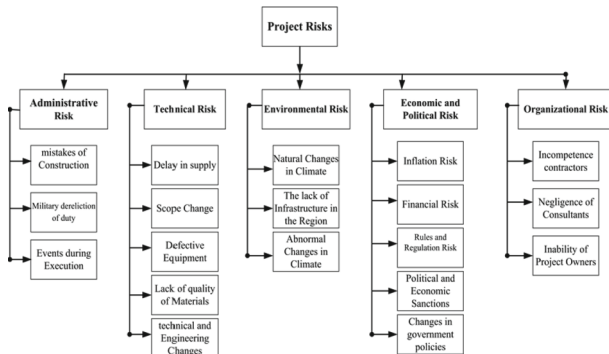 Project Risks
Administrative
Risk
Technical Risk
Environmental Risk
Economic and
Political Risk
Organizational Risk
mistakes of
Construction
Military dereliction of
duty
Events during
Execution
Delay in supply
Scope Change
Defective
Equipment
Lack of quality of
Materials
technical and
Engineering
Changes
Natural Changes
in Climate
The lack of
Infrastructure in
the Region
Abnormal
Changes in
Climate
Inflation Risk
Financial Risk
Rules and
Regulation Risk
Political and
Economic
Sanctions
Changes in
government
policies
Incompetence
contractors
Negligence of
Consultants
Inability of
Project Owners